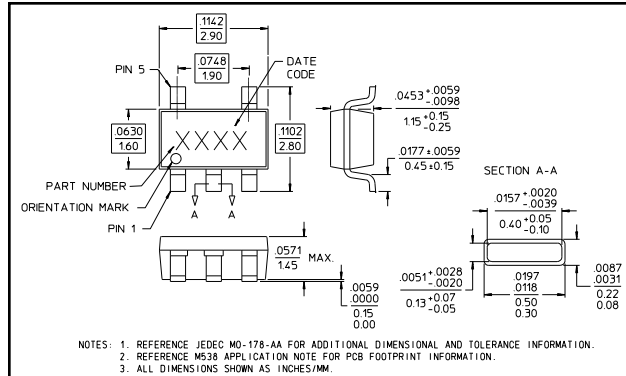 .1142
2.90
.0748
1.90
PIN 5
DATE
CODE
.0453 +.0059
-.0098
1.15 +0.15
-0.25
.0630
1.60
XXXX
.1102
2.80
.0177±.0059
0.45±0.15
SECTION A-A
PART NUMBER
ORIENTATION MARK
PIN 1
A A
.0157 +.0020
-.0039
0.40 +0.05
-0.10
.0571
1.45
MAX.
.0059
.0000
0.15
0.00
.0051 +.0028
-.0020
0.13 +0.07
-0.05
.0197
.0118
0.50
0.30
.0087
.0031
0.22
0.08
NOTES: 1. REFERENCE JEDEC MO-178-AA FOR ADDITIONAL DIMENSIONAL AND TOLERANCE INFORMATION.
2. REFERENCE M538 APPLICATION NOTE FOR PCB FOOTPRINT INFORMATION.
3. ALL DIMENSIONS SHOWN AS INCHES/MM.